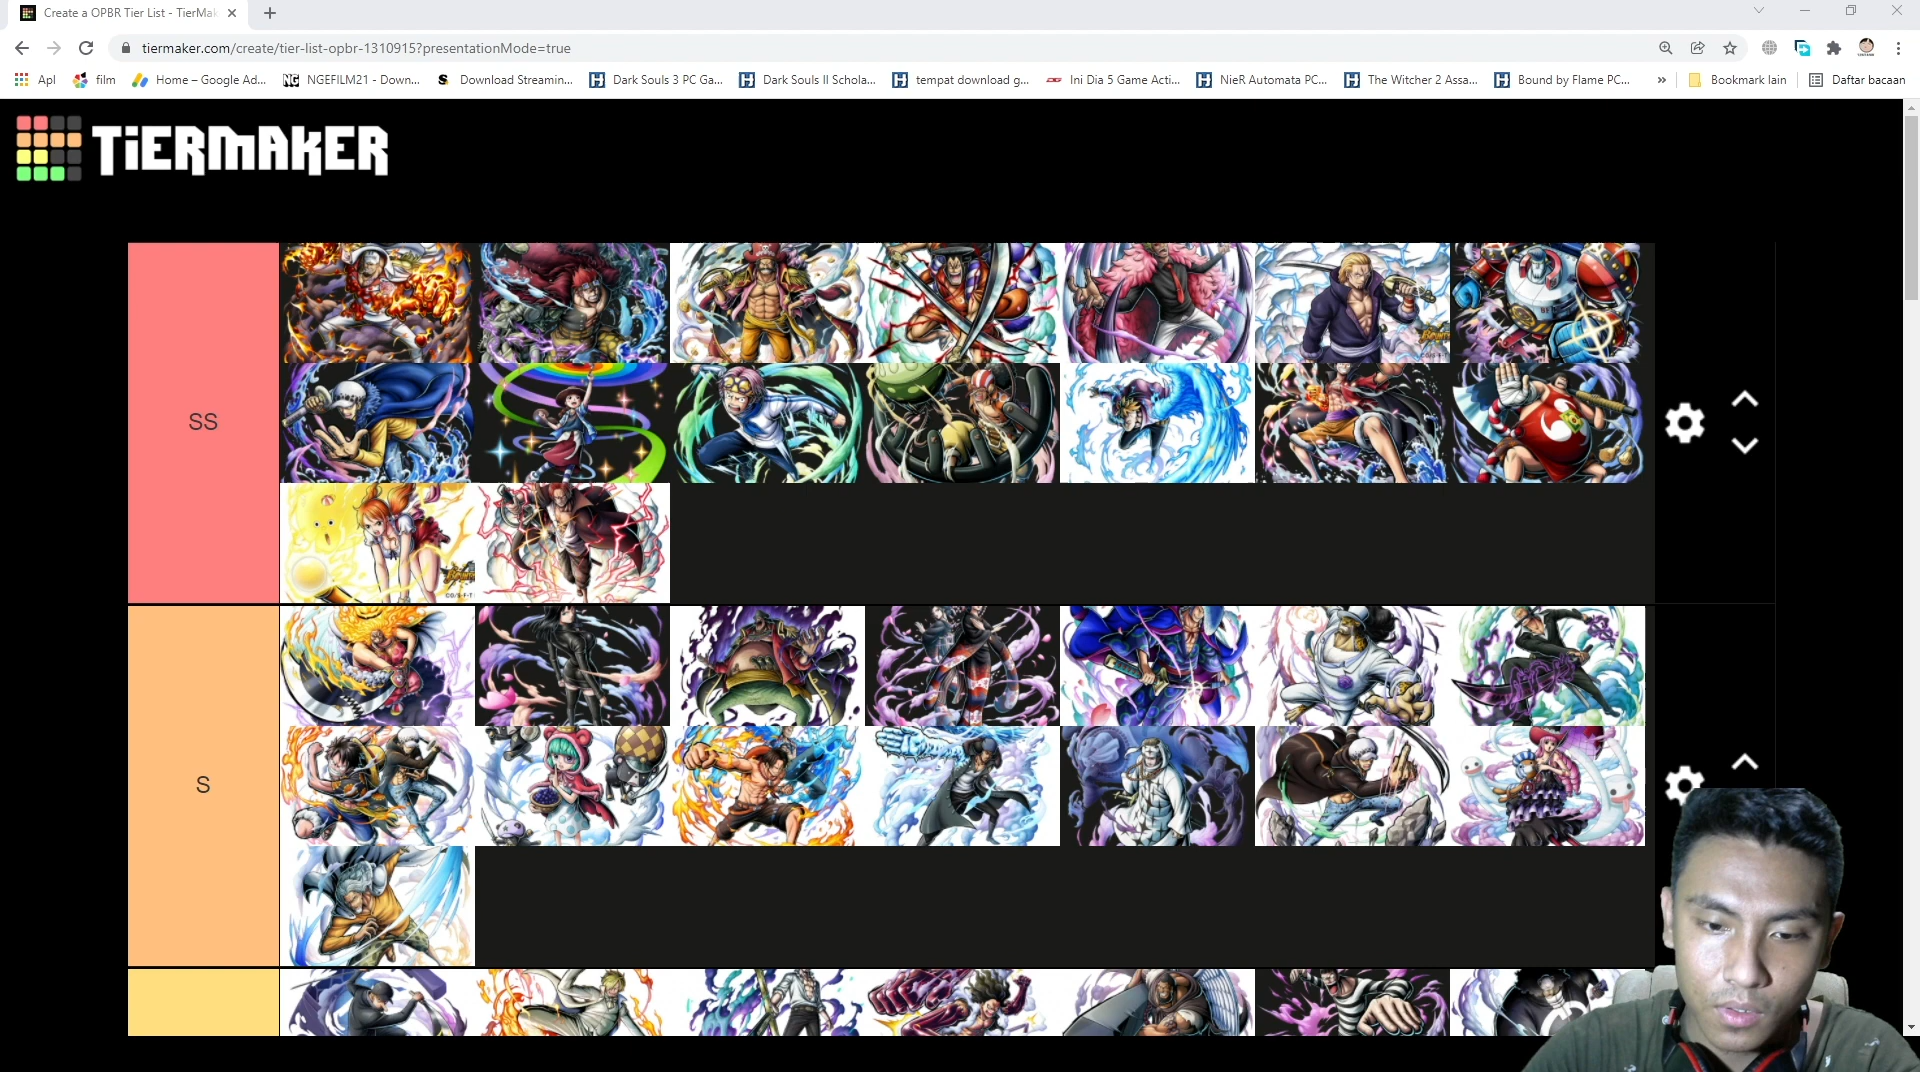 Create a OPBR Tier List - TierMak
tiermaker.com/create/tier-list-opbr-1310915?presentationMode=true
Apl
film
Home – Google Ad...
NG
NGEFILM21 - Down...
S
Download Streamin...
H
Dark Souls 3 PC Ga...
H
Dark Souls II Schola...
H
tempat download g...
Ini Dia 5 Game Acti...
H
NieR Automata PC...
H
The Witcher 2 Assa...
H
Bound by Flame PC...
»
Bookmark lain
Daftar bacaan
TiERMAKER
SS
S